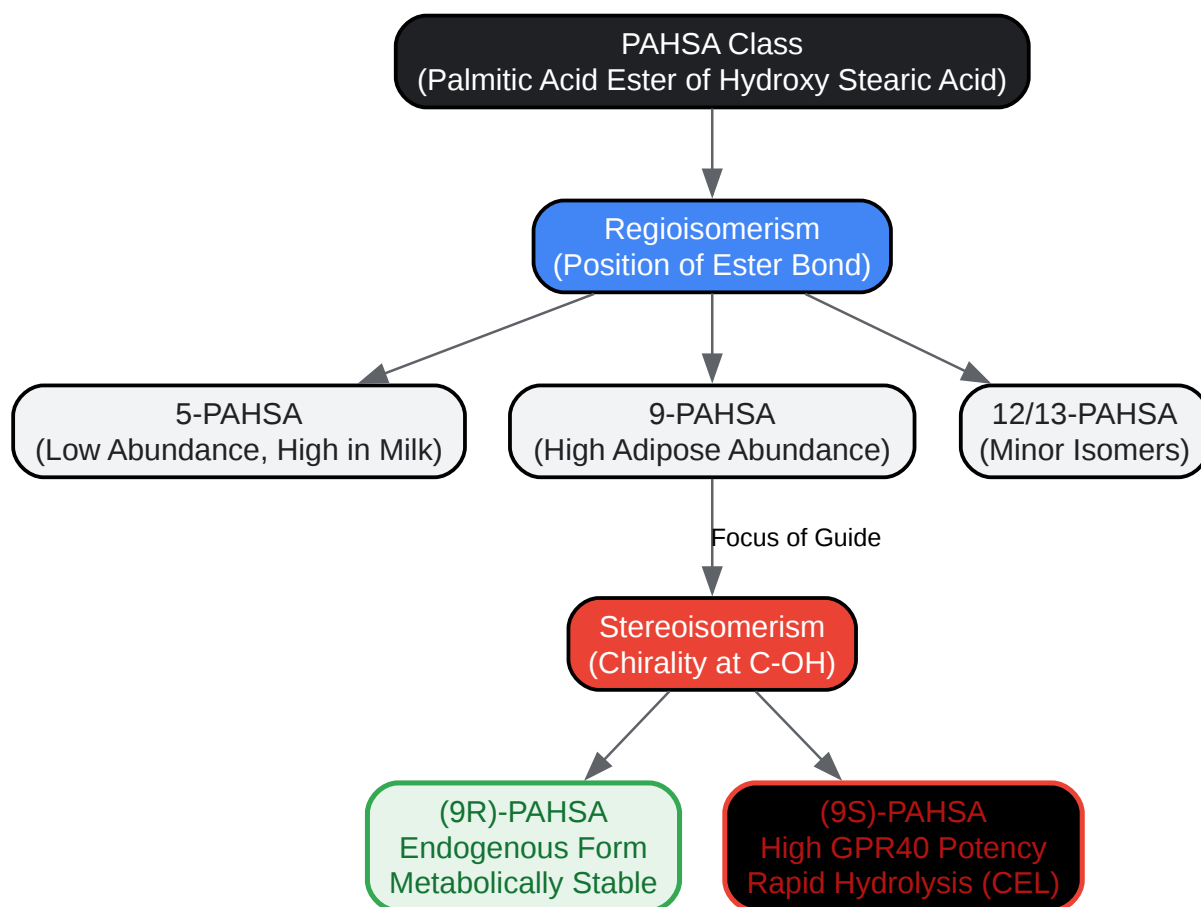 PAHSA Class
(Palmitic Acid Ester of Hydroxy Stearic Acid)
Regioisomerism
(Position of Ester Bond)
5-PAHSA
(Low Abundance, High in Milk)
9-PAHSA
(High Adipose Abundance)
12/13-PAHSA
(Minor Isomers)
Focus of Guide
Stereoisomerism
(Chirality at C-OH)
(9R)-PAHSA
Endogenous Form
Metabolically Stable
(9S)-PAHSA
High GPR40 Potency
Rapid Hydrolysis (CEL)